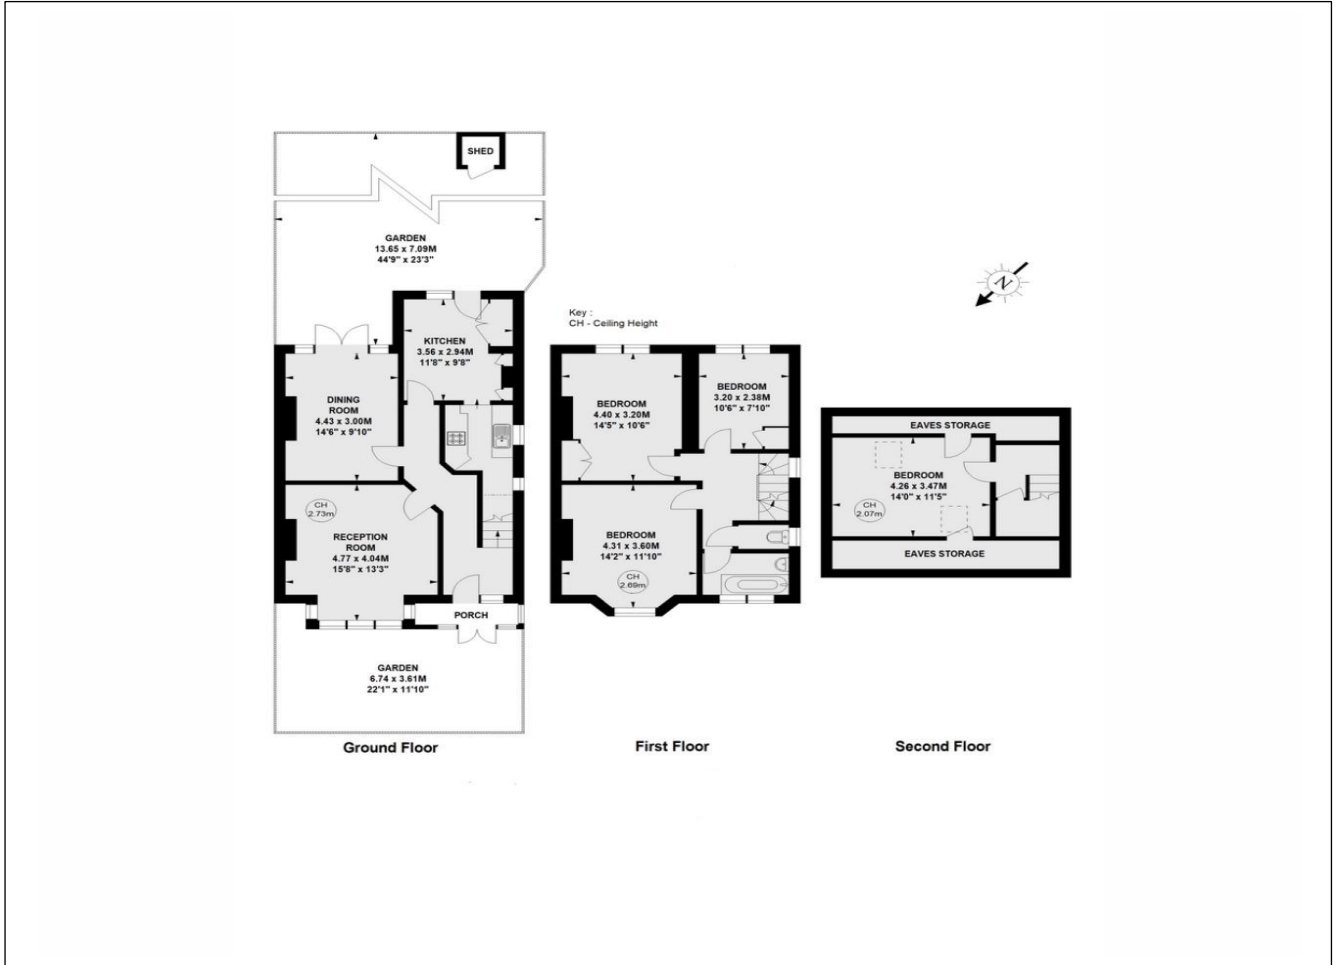 SHED
GARDEN
13.65 x 7.09M
44'9" x 23'3"
N
Key :
CH - Ceiling Height
KITCHEN
3.56 x 2.94M
11'8" x 9'8"
DINING
ROOM
4.43 x 3.00M
14'6" x 9'10"
CH
2.73m
RECEPTION
ROOM
4.77 x 4.04M
15'8" x 13'3"
PORCH
GARDEN
6.74 x 3.61M
22'1" x 11'10"
Ground Floor
BEDROOM
4.40 x 3.20M
14'5" x 10'6"
BEDROOM
3.20 x 2.38M
10'6" x 7'10"
BEDROOM
4.31 x 3.60M
14'2" x 11'10"
CH
2.69m
First Floor
EAVES STORAGE
BEDROOM
4.26 x 3.47M
14'0" x 11'5"
CH
2.07m
EAVES STORAGE
Second Floor